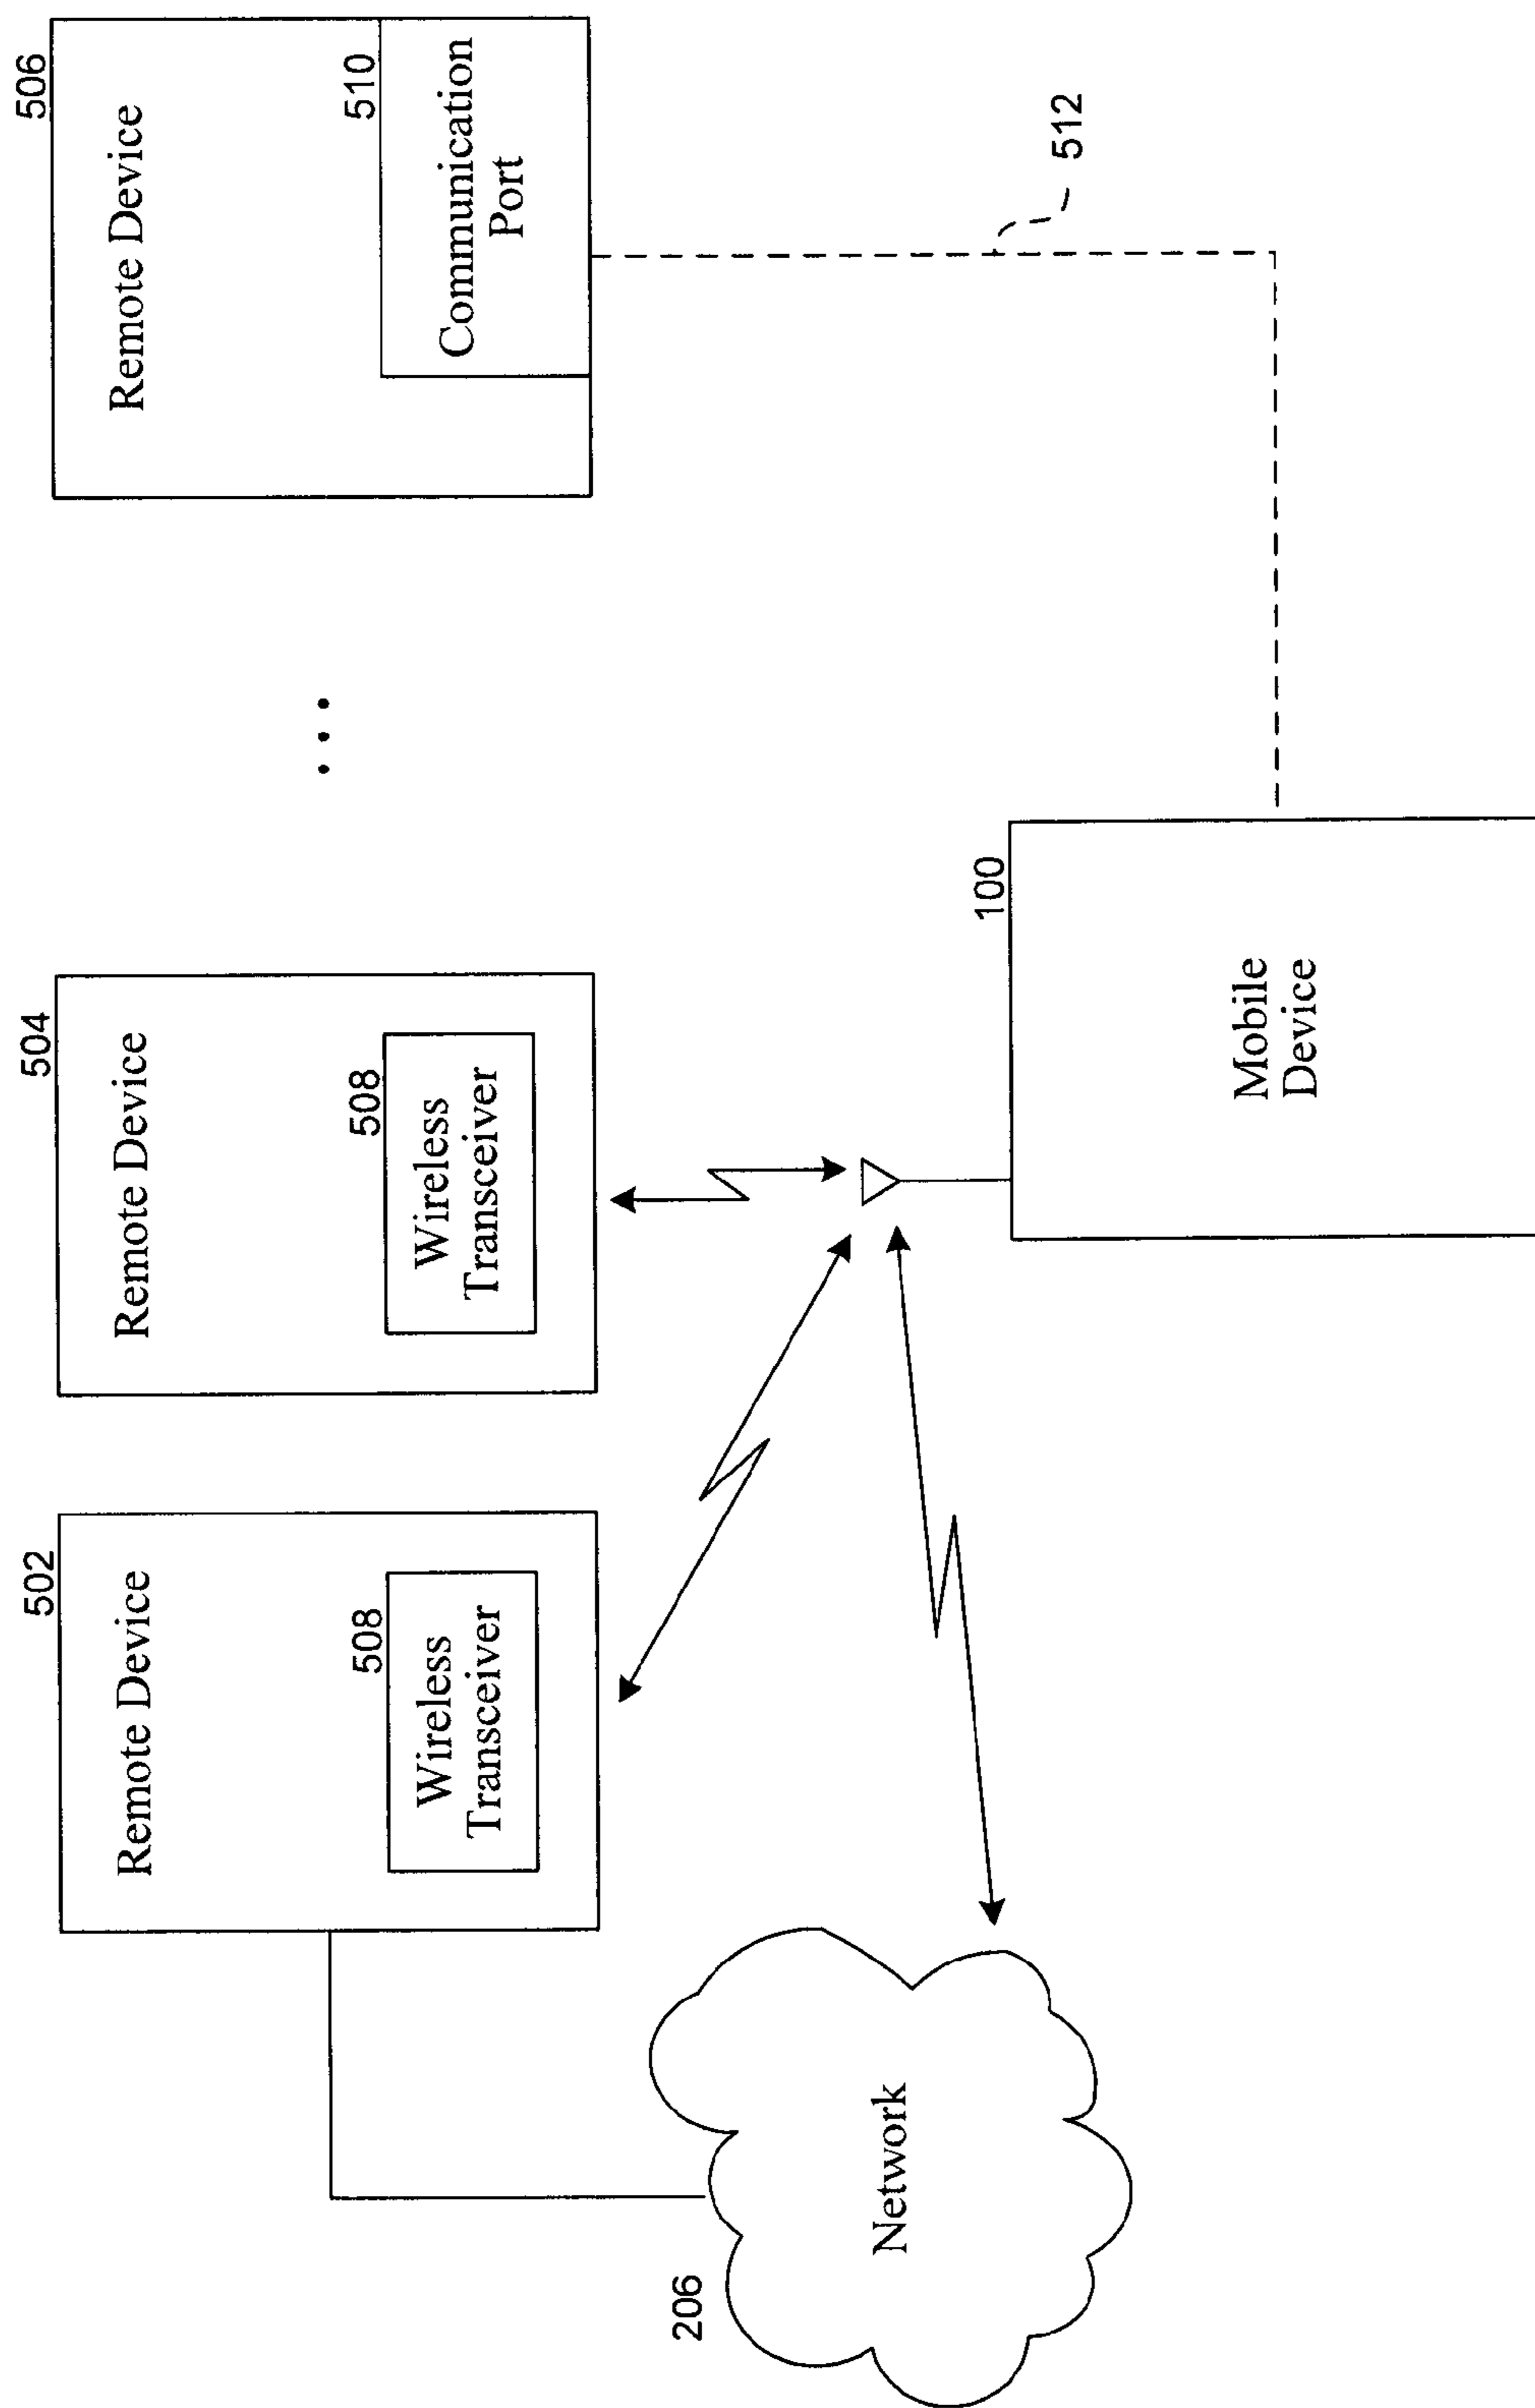 502
Remote Device
508
Wireless
Transceiver
504
Remote Device
508
Wireless
Transceiver
...
506
Remote Device
510
Communication
Port
206
Network
100
Mobile
Device
512